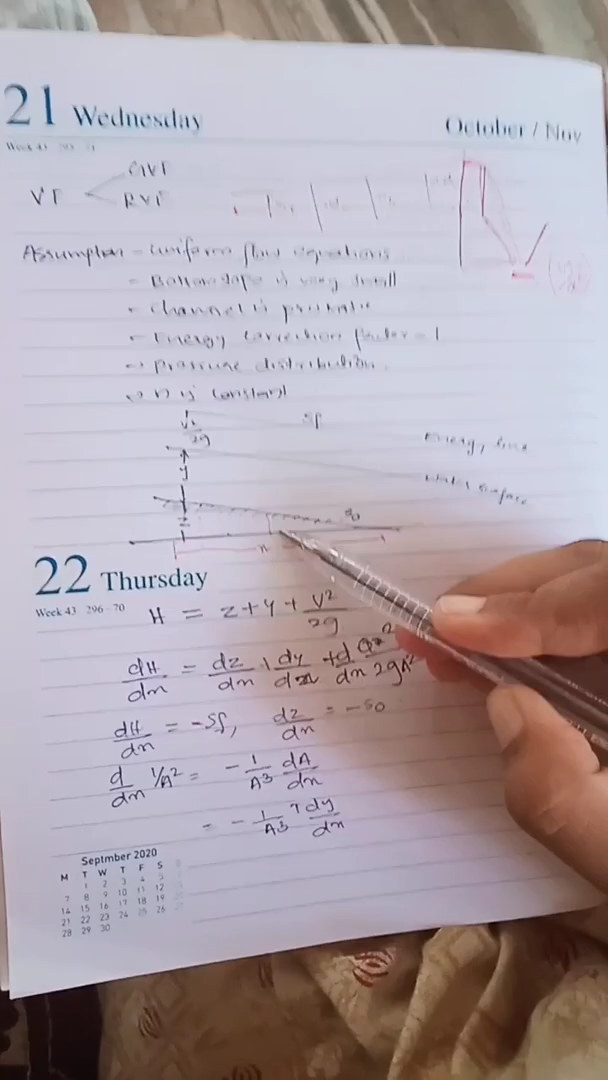 21 Wednesday
October / Nov
GVF
VF
RVF
Assumption - Uniform flow equations
- Bottom slope is very small
- Channel is prismatic
- Energy correction factor = 1
- Pressure distribution
n is constant
V²/2g
Sf
Energy line
y
Water surface
Z
S0
x
22 Thursday
Week 43 296 - 70
H = Z + y + V²/2g
dH/dx = dz/dx + dy/dx + d/dx Q²/2gA²
dH/dx = -Sf, dz/dx = -S0
d/dx 1/A² = -1/A³ dA/dx
= -1/A³ T dy/dx
Septmber 2020
M T W T F S S
1 2 3 4 5
7 8 9 10 11 12
14 15 16 17 18 19
21 22 23 24 25 26
28 29 30